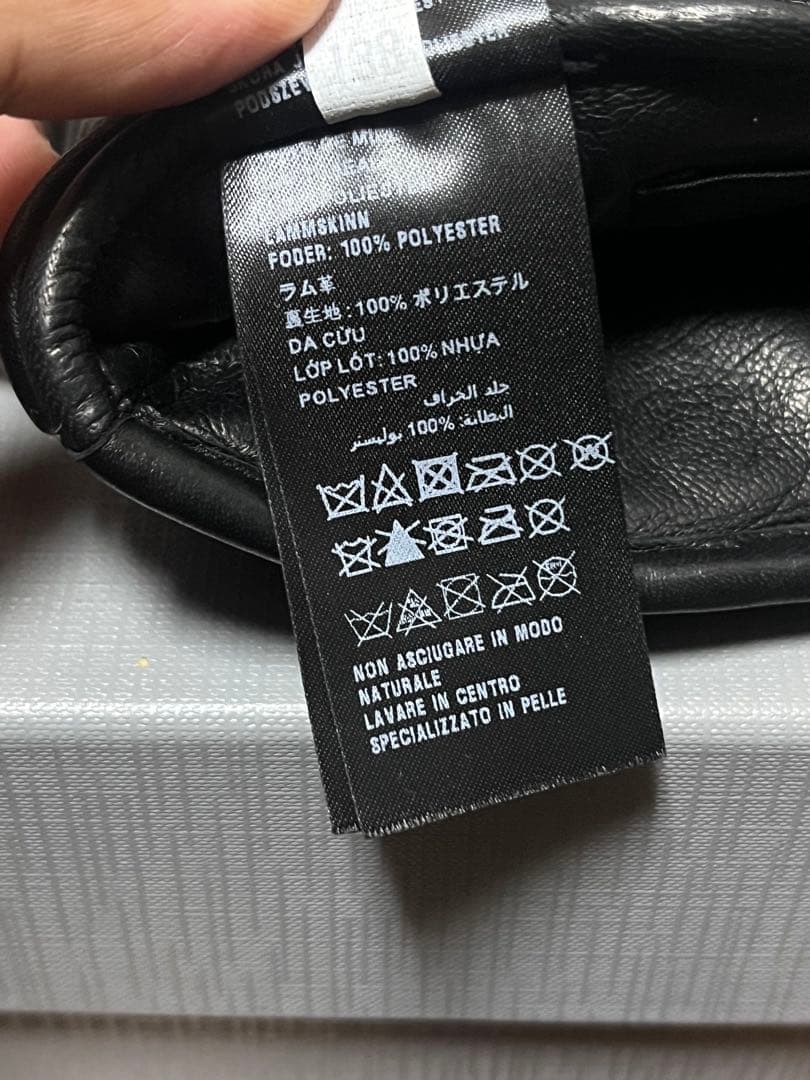 LAMMSKINN
FODER: 100% POLYESTER
ラム革
裏生地:100% ポリエステル
DA CỪU
LỚP LÓT: 100% NHỰA
POLYESTER
جلد الخراف
البطانة: 100% بوليستر
NON ASCIUGARE IN MODO
NATURALE
LAVARE IN CENTRO
SPECIALIZZATO IN PELLE